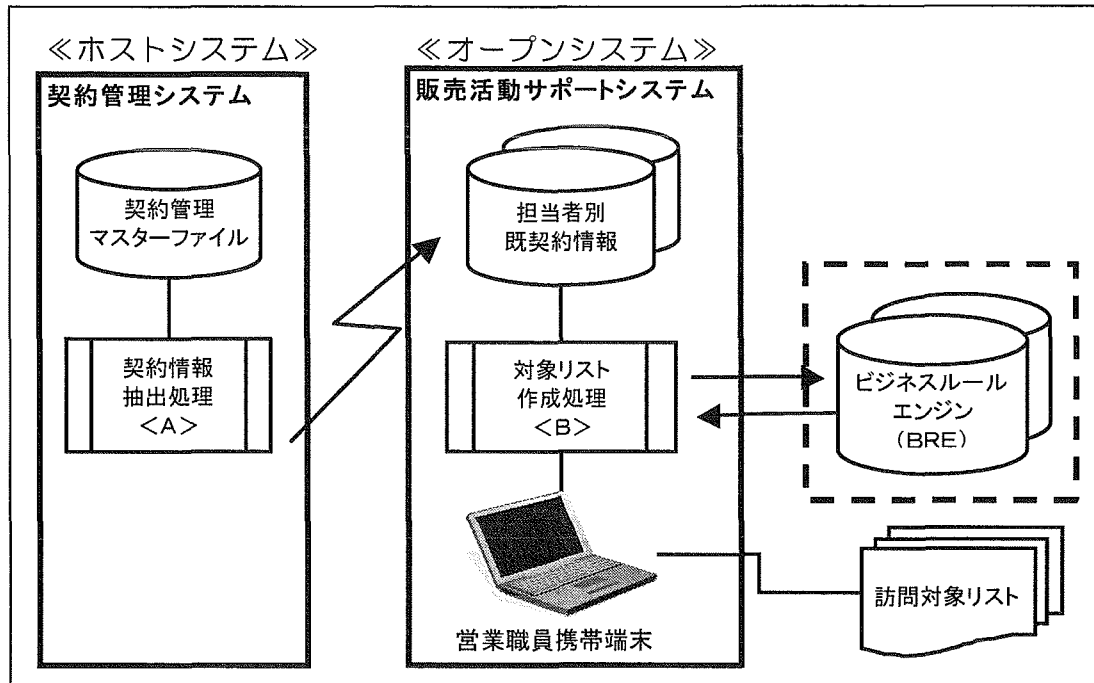 ≪ホストシステム≫
契約管理システム
契約管理
マスターファイル
契約情報
抽出処理
<A>
≪オープンシステム≫
販売活動サポートシステム
担当者別
既契約情報
対象リスト
作成処理
<B>
営業職員携帯端末
ビジネスルール
エンジン
(BRE)
訪問対象リスト